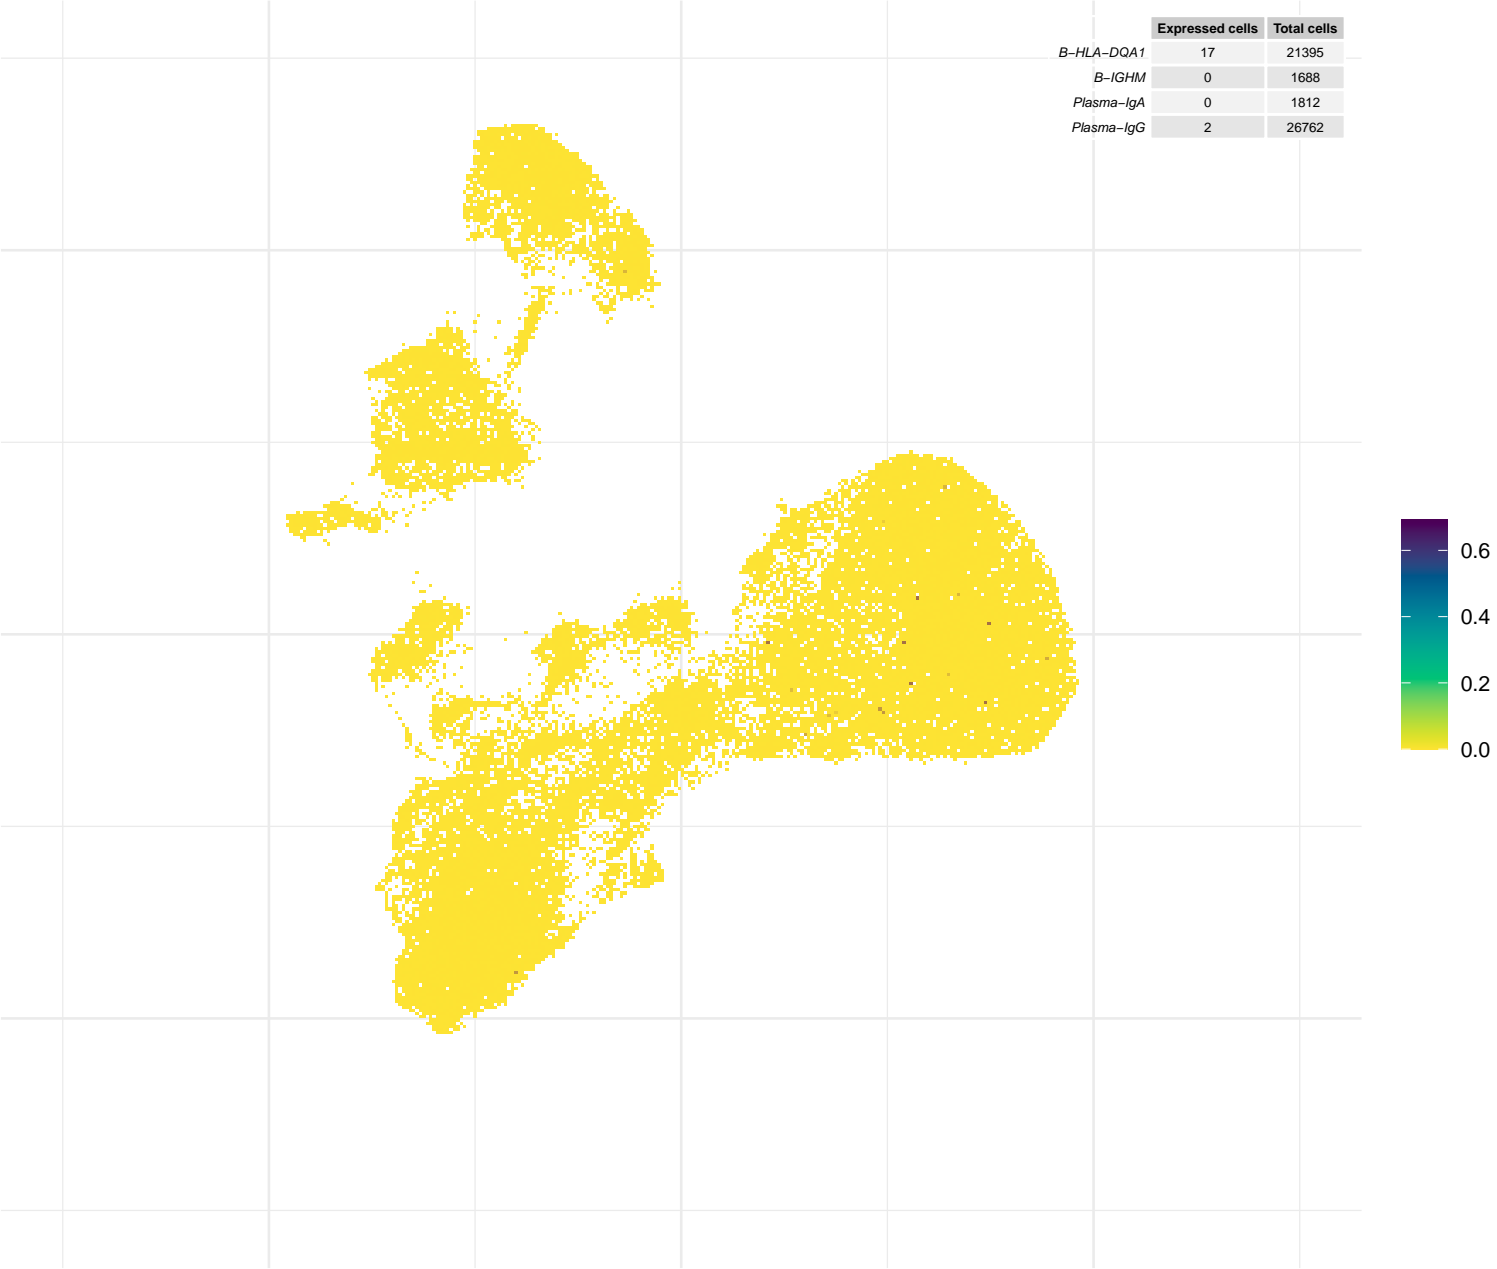 Expressed cells Total cells
B−HLA−DQA1 17 21395
B−IGHM 0 1688
Plasma−IgA 0 1812
Plasma−IgG 2 26762
0.6
0.4
0.2
0.0